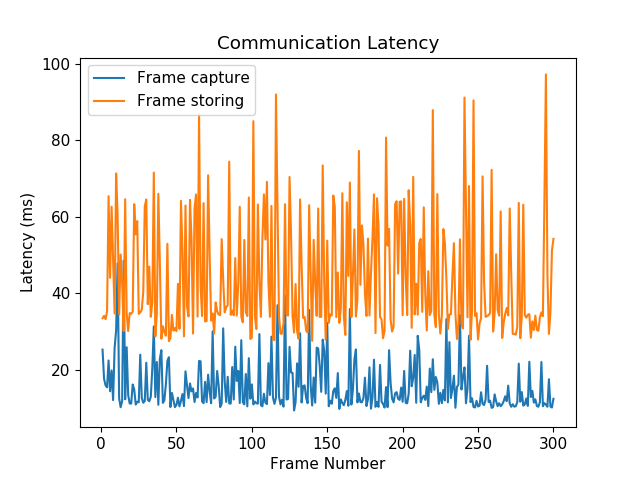 Communication Latency
Frame capture
Frame storing
100
80
60
40
20
Latency (ms)
0
50
100
150
200
250
300
Frame Number